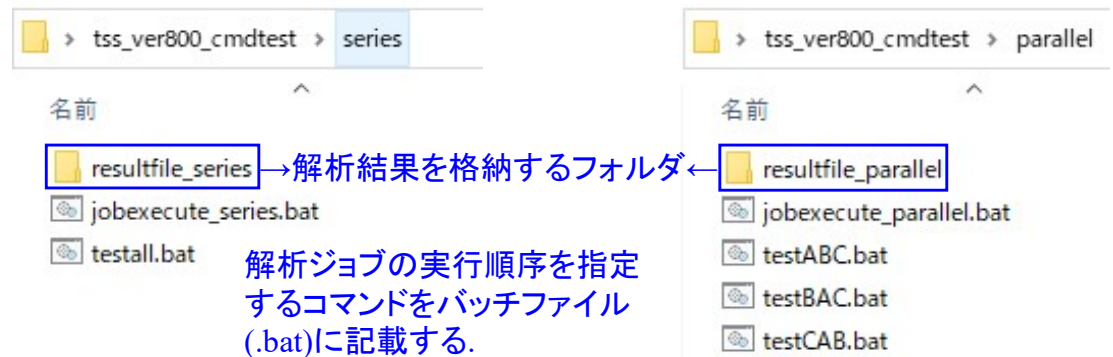 tss_ver800_cmdtest > series
名前
resultfile_series
jobexecute_series.bat
testall.bat
→解析結果を格納するフォルダ←
解析ジョブの実行順序を指定
するコマンドをバッチファイル
(.bat)に記載する.
tss_ver800_cmdtest > parallel
名前
resultfile_parallel
jobexecute_parallel.bat
testABC.bat
testBAC.bat
testCAB.bat